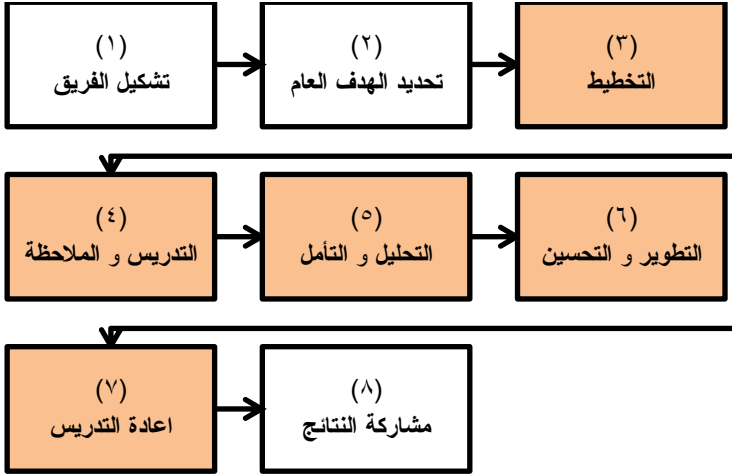 (١)
تشكيل الفريق
(٢)
تحديد الهدف العام
(٣)
التخطيط
(٤)
التدريس و الملاحظة
(٥)
التحليل و التأمل
(٦)
التطوير و التحسين
(٧)
اعادة التدريس
(٨)
مشاركة النتائج